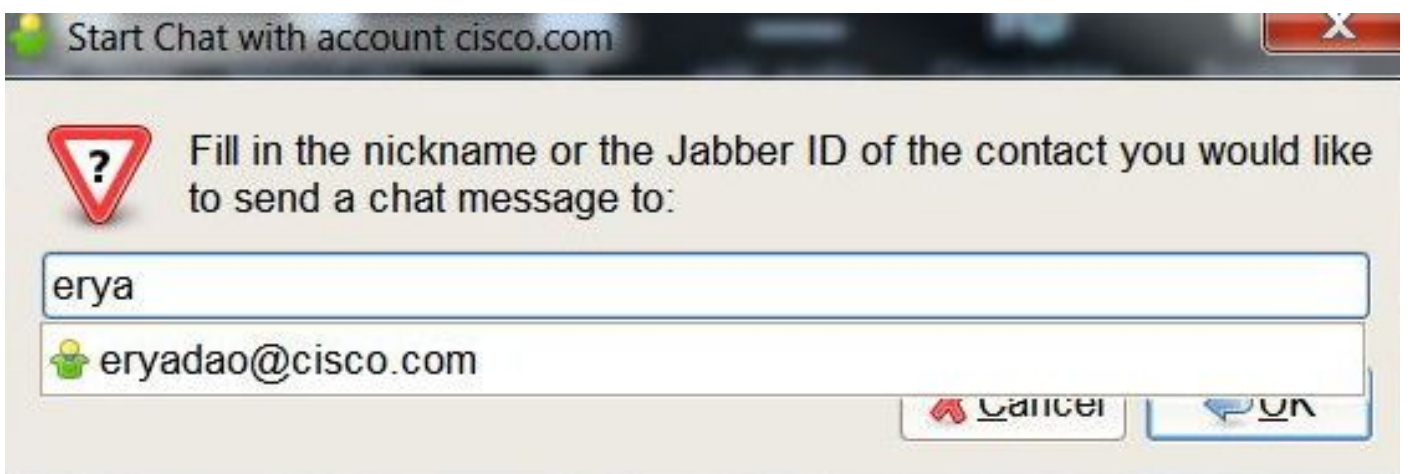 Start Chat with account cisco.com
X
?
Fill in the nickname or the Jabber ID of the contact you would like
to send a chat message to:
erya
eryadao@cisco.com
Cancel OK